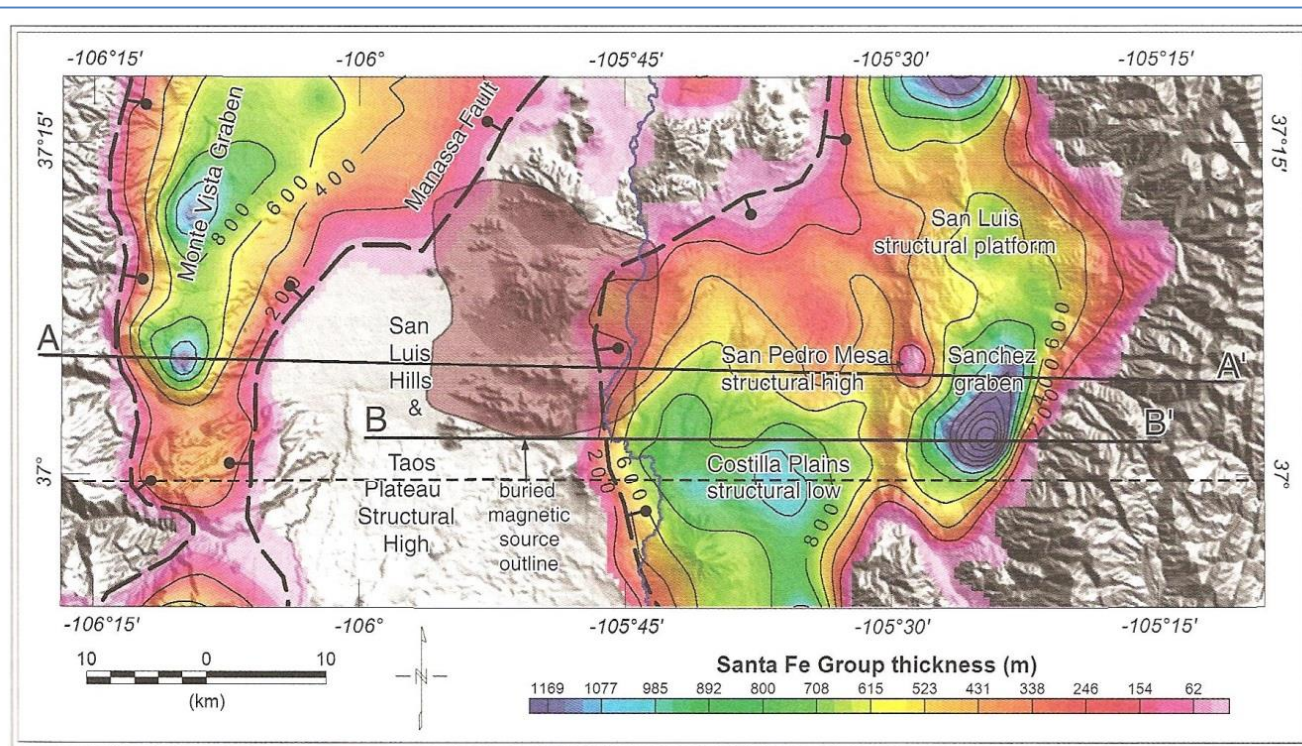 -106°15'
-106°
-105°45'
-105°30'
-105°15'
37°15'
37°15'
Monte Vista Graben
Manassa Fault
800
600
400
200
San Luis
structural platform
A
San
Luis
Hills
&
San Pedro Mesa
structural high
Sanchez
graben
600
A'
B
B'
37°
Taos
Plateau
Structural
High
buried
magnetic
source
outline
200
600
Costilla Plains
structural low
800
37°
-106°15'
-106°
-105°45'
-105°30'
-105°15'
10 0 10
(km)
N
Santa Fe Group thickness (m)
1169 1077 985 892 800 708 615 523 431 338 246 154 62